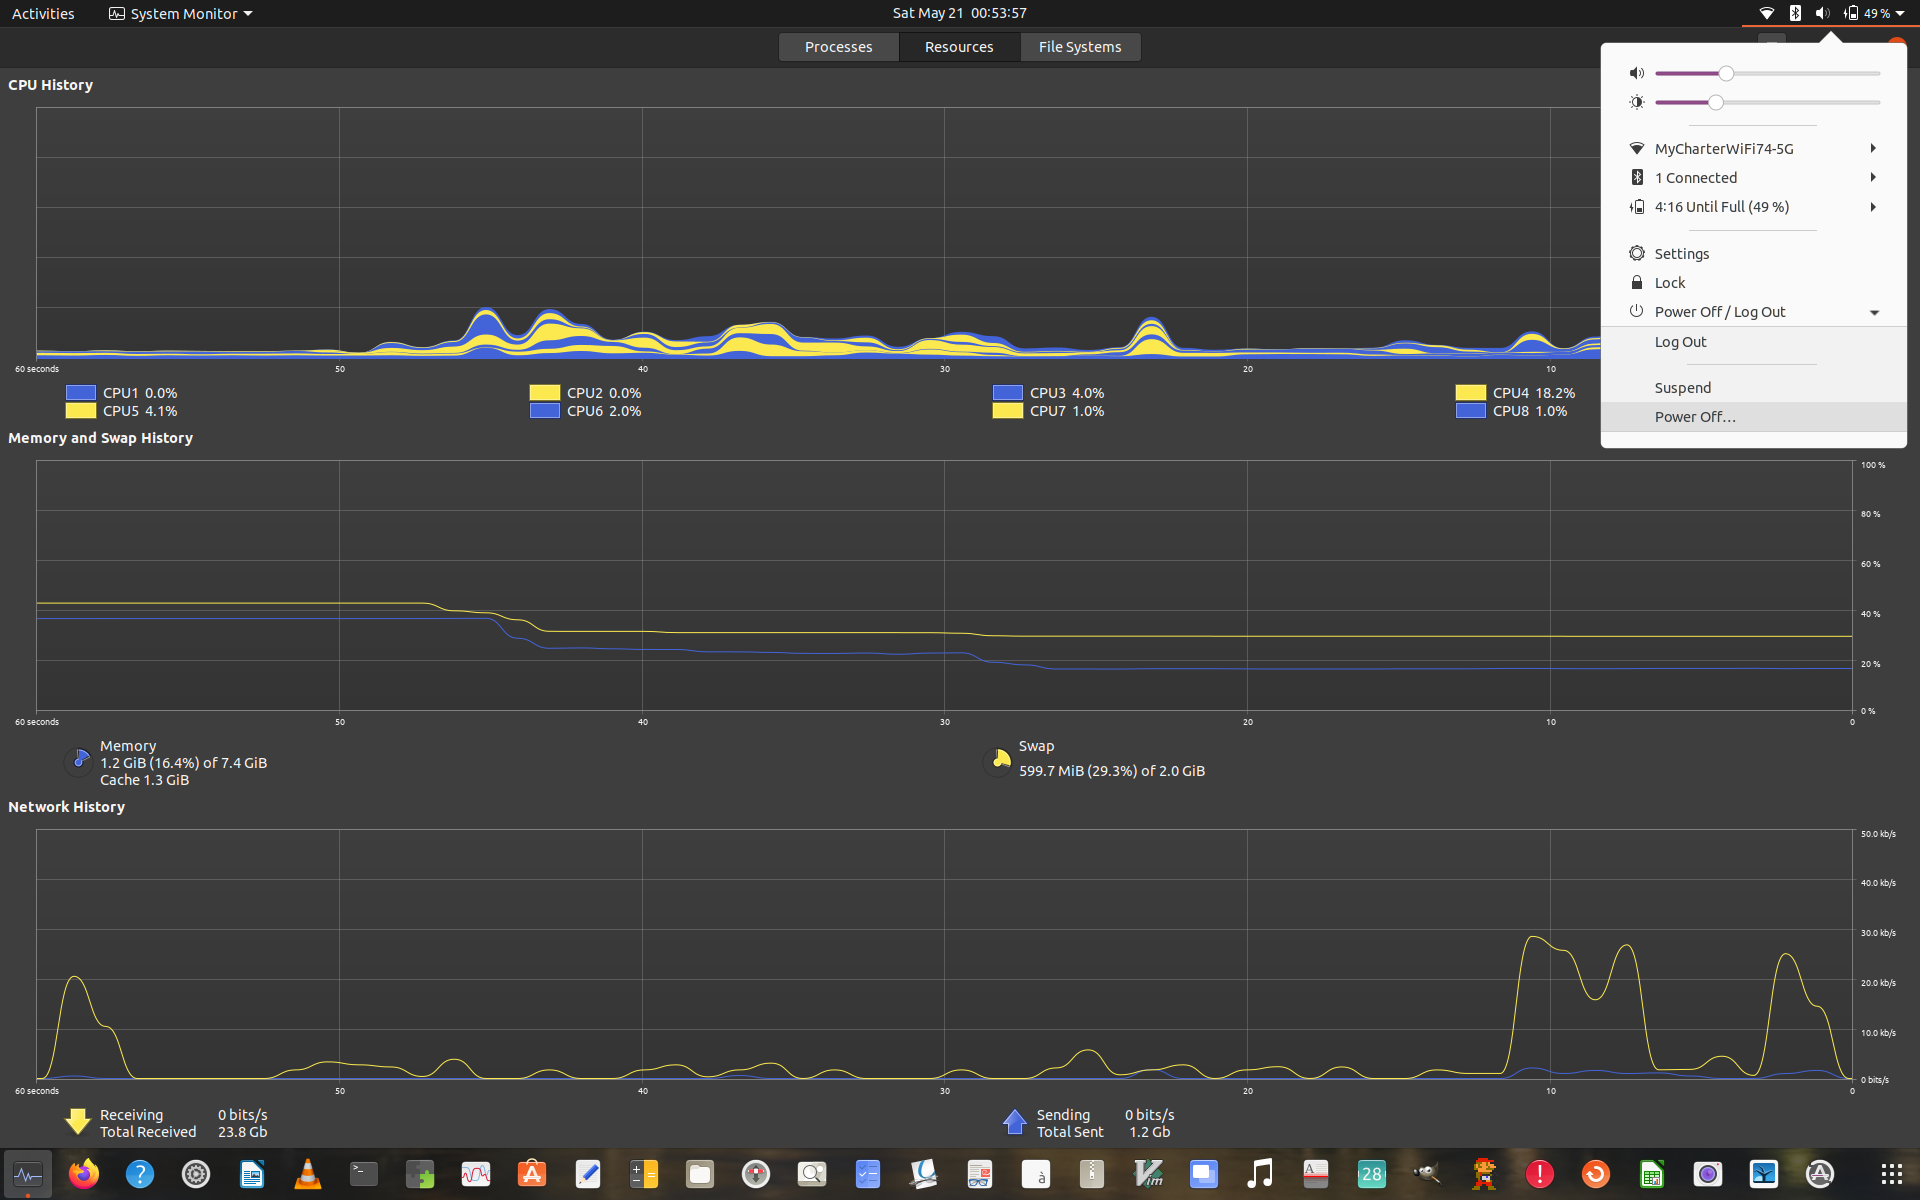 Activities
System Monitor
Sat May 21 00:53:57
49 %
Processes
Resources
File Systems
CPU History
MyCharterWiFi74-5G
1 Connected
4:16 Until Full (49 %)
Settings
Lock
Power Off / Log Out
Log Out
Suspend
Power Off...
60 seconds 50 40 30 20 10
CPU1 0.0% CPU2 0.0% CPU3 4.0% CPU4 18.2%
CPU5 4.1% CPU6 2.0% CPU7 1.0% CPU8 1.0%
Memory and Swap History
100 %
80 %
60 %
40 %
20 %
0 %
60 seconds 50 40 30 20 10 0
Memory
1.2 GiB (16.4%) of 7.4 GiB
Cache 1.3 GiB
Swap
599.7 MiB (29.3%) of 2.0 GiB
Network History
50.0 kb/s
40.0 kb/s
30.0 kb/s
20.0 kb/s
10.0 kb/s
0 bits/s
60 seconds 50 40 30 20 10 0
Receiving 0 bits/s
Total Received 23.8 Gb
Sending 0 bits/s
Total Sent 1.2 Gb
?
>_
A
à
Vim
A
28
!